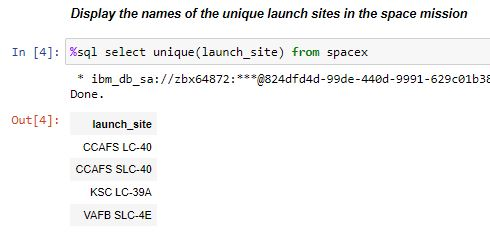 Display the names of the unique launch sites in the space mission
In [4]: %sql select unique(launch_site) from spacex
* ibm_db_sa://zbx64872:***@824dfd4d-99de-440d-9991-629c01b38
Done.
Out[4]:
launch_site
CCAFS LC-40
CCAFS SLC-40
KSC LC-39A
VAFB SLC-4E